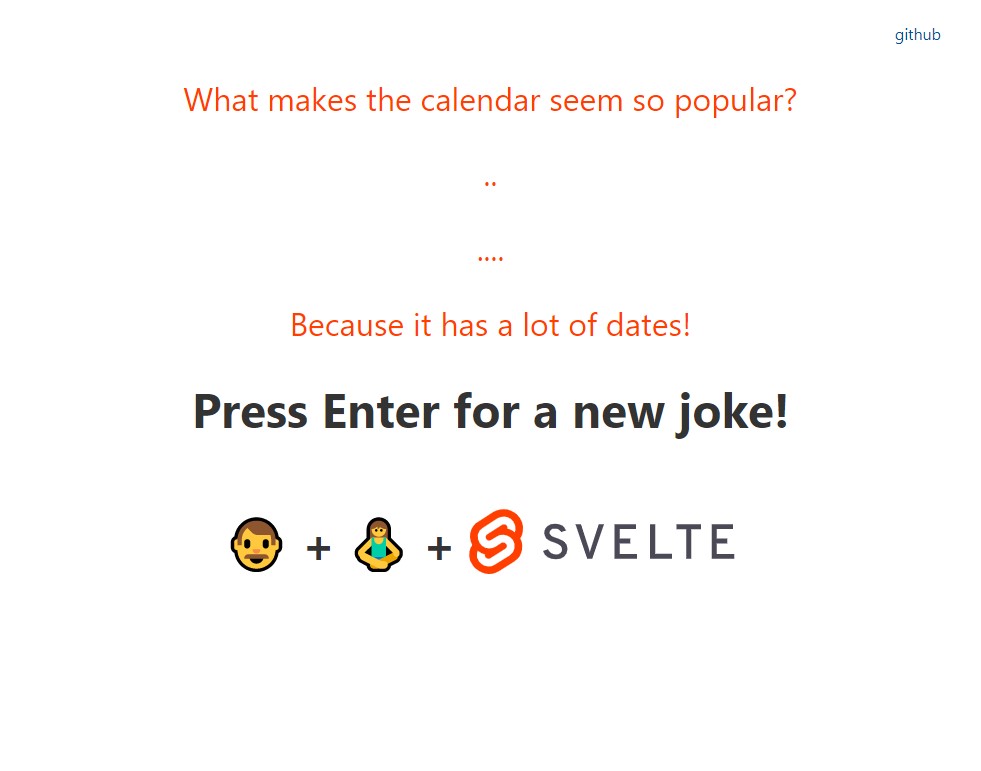 github
What makes the calendar seem so popular?
..
....
Because it has a lot of dates!
Press Enter for a new joke!
+ + SVELTE